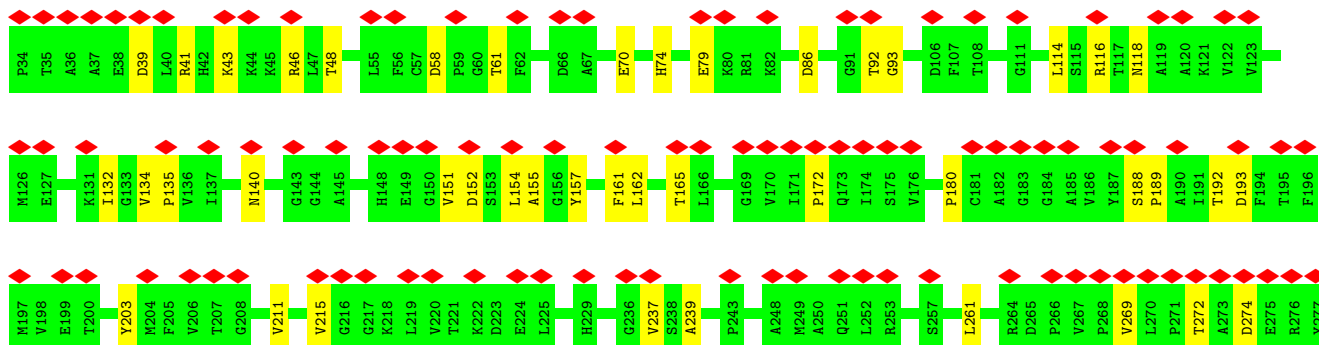 P34 T35 A36 A37 E38 D39 L40 R41 H42 K43 K44 K45 R46 L47 T48 L55 F56 C57 D58 P59 G60 T61 F62 D66 A67 E70 H74 E79 K80 R81 K82 D86 G91 T92 G93 D106 F107 T108 G111 L114 S115 R116 T117 N118 A119 A120 K121 V122 V123
M126 E127 K131 I132 G133 V134 P135 V136 I137 N140 G143 G144 A145 H148 E149 G150 V151 D152 S153 L154 A155 G156 Y157 F161 L162 T165 L166 G169 V170 I171 P172 Q173 I174 S175 V176 P180 C181 A182 G183 G184 A185 V186 Y187 S188 P189 A190 I191 T192 D193 F194 T195 F196
M197 V198 E199 T200 Y203 M204 F205 V206 T207 G208 V211 V215 G216 G217 K218 L219 V220 T221 K222 D223 E224 L225 H229 G236 V237 S238 A239 P243 A248 M249 A250 Q251 L252 R253 S257 L261 R264 D265 P266 V267 P268 V269 L270 P271 T272 A273 D274 E275 R276